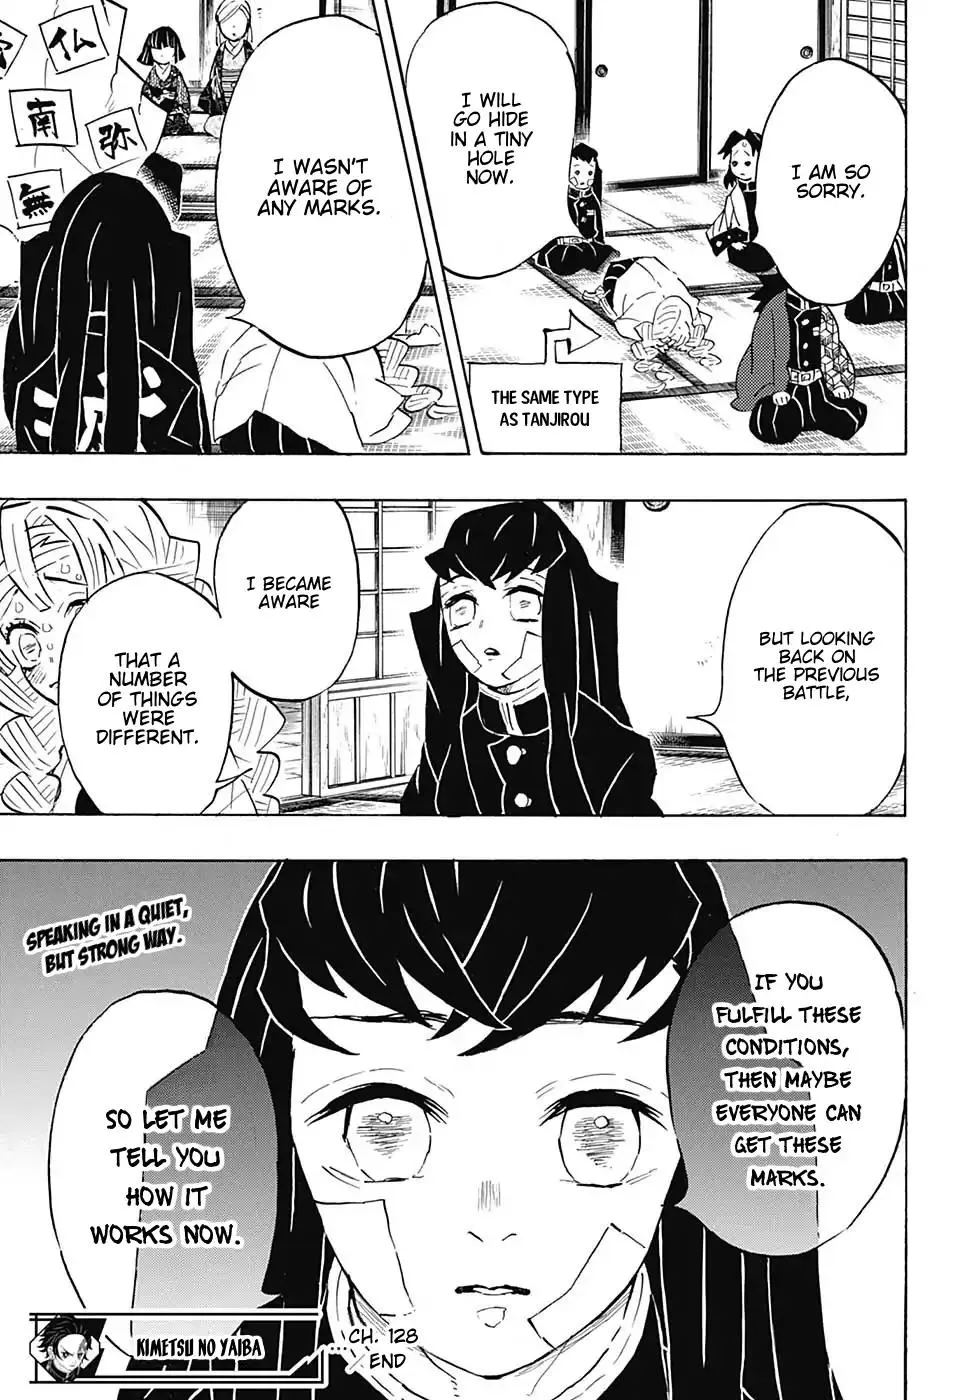 I AM SO
SORRY.
I WILL
GO HIDE
IN A TINY
HOLE NOW.
THE SAME TYPE
AS TANJIROU
I WASN'T
AWARE OF
ANY MARKS.
仏
南
弥
無
BUT LOOKING
BACK ON
THE PREVIOUS
BATTLE,
I BECAME
AWARE
THAT A
NUMBER
OF THINGS
WERE
DIFFERENT.
IF YOU
FULFILL THESE
CONDITIONS,
THEN MAYBE
EVERYONE CAN
GET THESE
MARKS.
SPEAKING IN A QUIET,
BUT STRONG WAY.
SO LET ME
TELL YOU
HOW IT
WORKS NOW.
KIMETSU NO YAIBA
CH. 128
END